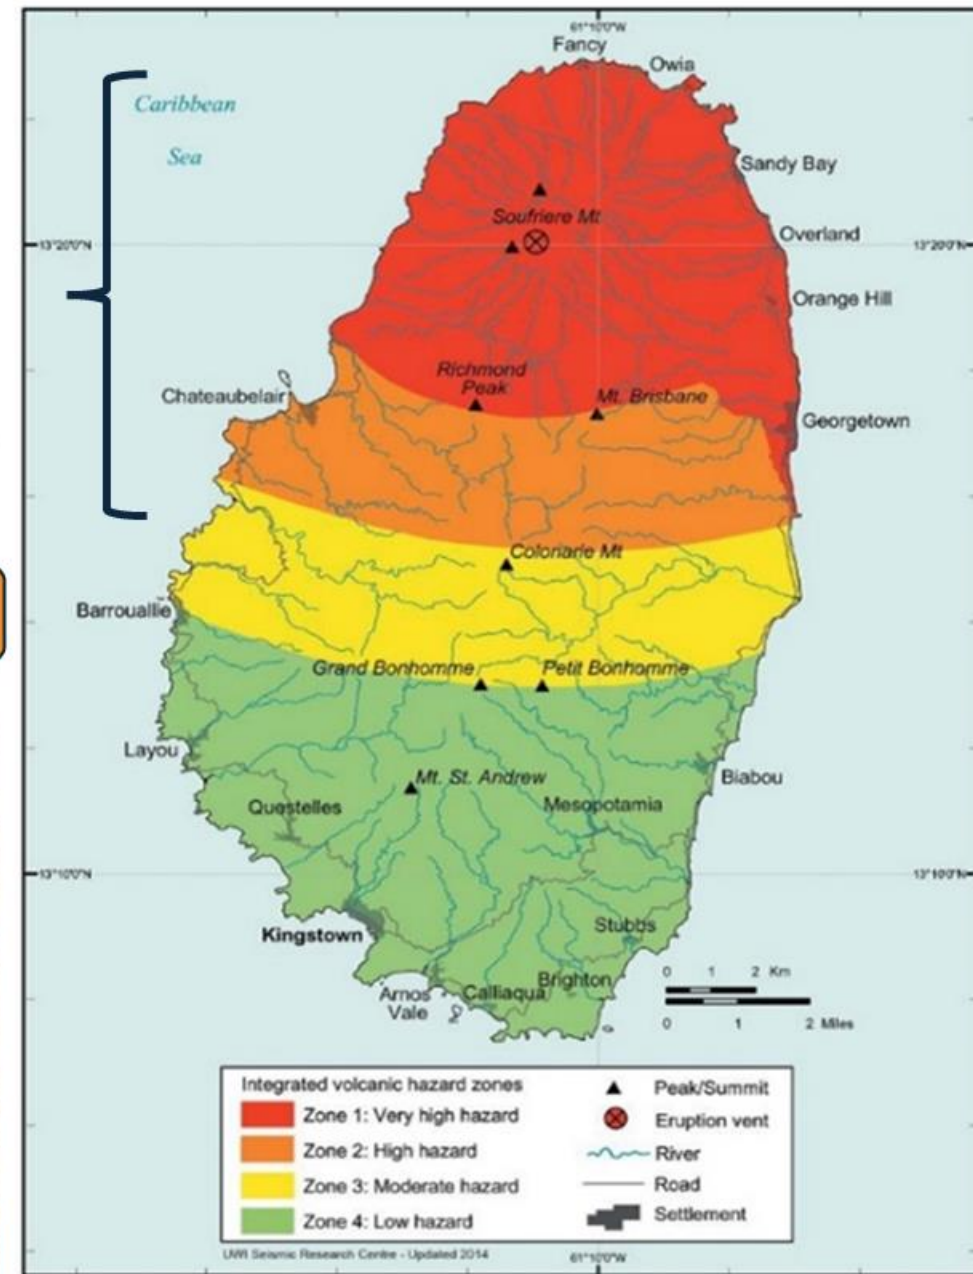 61°10'0"W
Fancy
Owia
Caribbean
Sea
Sandy Bay
Soufriere Mt
Overland
13°20'0"N
13°20'0"N
Orange Hill
Richmond
Peak
Chateaubelair
Mt. Brisbane
Georgetown
Colonarie Mt
Barrouallie
Grand Bonhomme
Petit Bonhomme
Layou
Mt. St. Andrew
Biabou
Questelles
Mesopotamia
13°10'0"N
13°10'0"N
Stubbs
Kingstown
0 1 2 Km
Brighton
Arnos
Vale
Calliaqua
0 1 2 Miles
Integrated volcanic hazard zones
Zone 1: Very high hazard
Zone 2: High hazard
Zone 3: Moderate hazard
Zone 4: Low hazard
Peak/Summit
Eruption vent
River
Road
Settlement
UWI Seismic Research Centre - Updated 2014
61°10'0"W